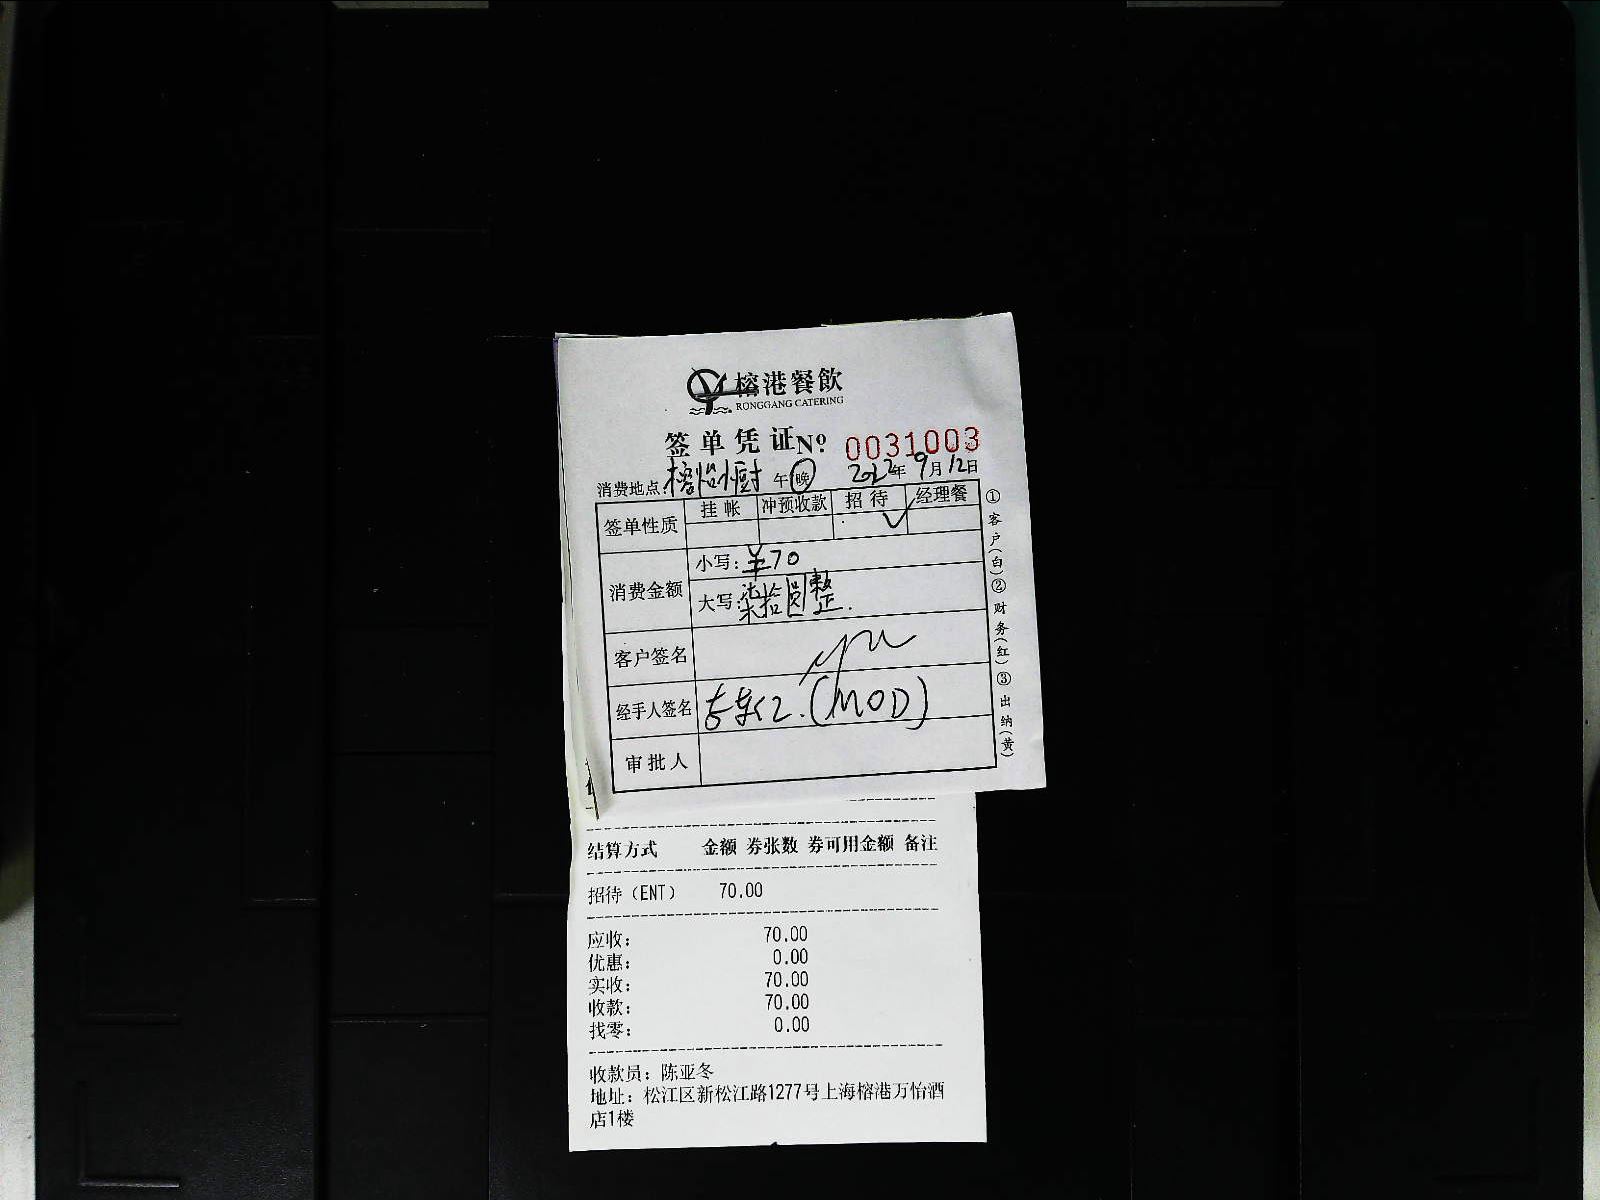 榕港餐飲
RONGGANG CATERING
签单凭证 № 0031003
消费地点: 榕怡小厨 午 晚 2022年9月12日
签单性质 挂帐 冲预收款 招待 经理餐
✓
消费金额 小写: ¥70
大写: 柒拾圆整.
客户签名
经手人签名 (MOD)
审批人
①客户(白)②财务(红)③出纳(黄)
结算方式 金额 券张数 券可用金额 备注
招待(ENT) 70.00
应收: 70.00
优惠: 0.00
实收: 70.00
收款: 70.00
找零: 0.00
收款员: 陈亚冬
地址: 松江区新松江路1277号上海榕港万怡酒
店1楼